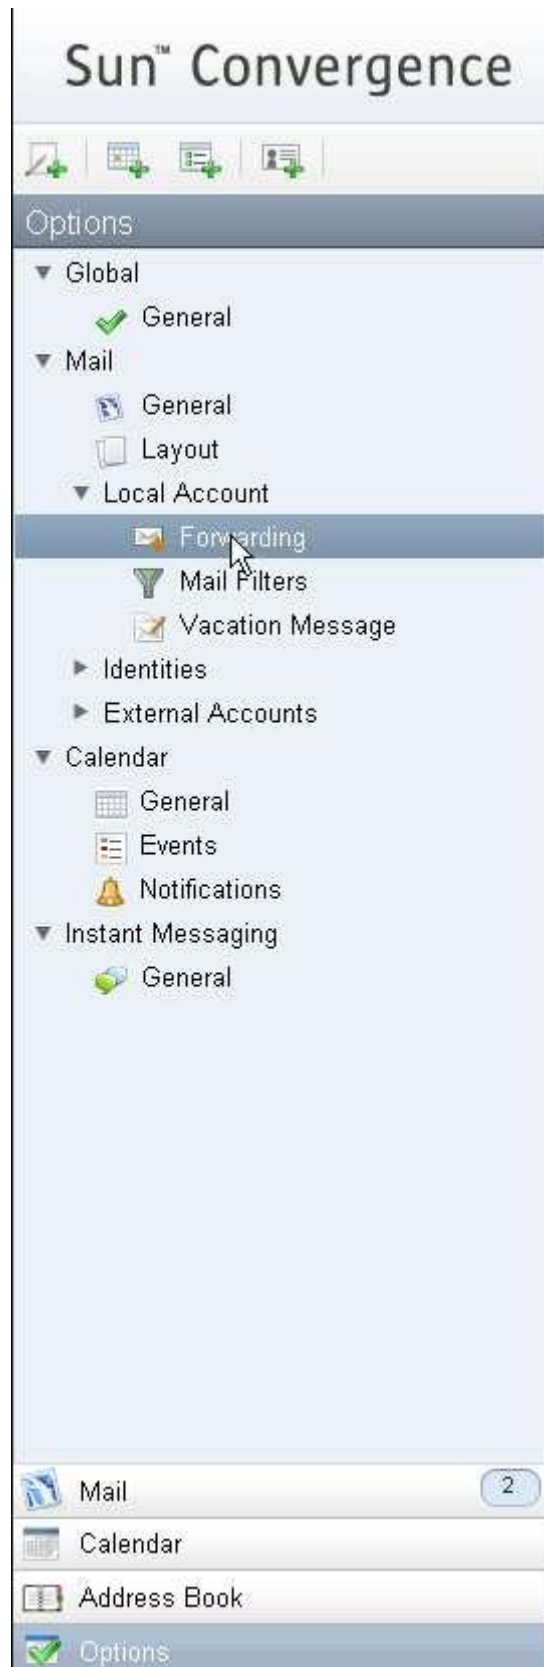 Sun™ Convergence
Options
Global
General
Mail
General
Layout
Local Account
Forwarding
Mail Filters
Vacation Message
Identities
External Accounts
Calendar
General
Events
Notifications
Instant Messaging
General
Mail 2
Calendar
Address Book
Options